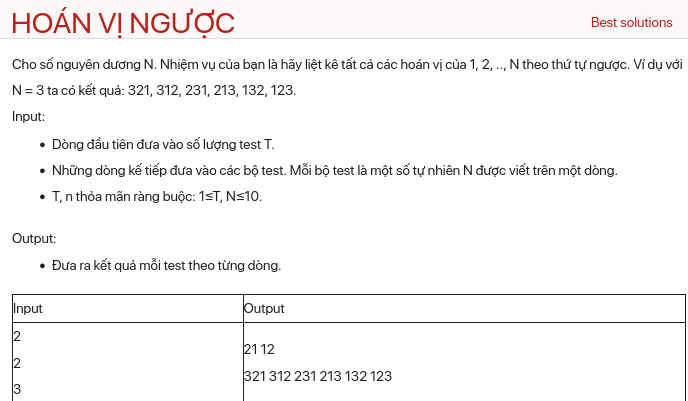 HOÁN VỊ NGƯỢC
Best solutions
Cho số nguyên dương N. Nhiệm vụ của bạn là hãy liệt kê tất cả các hoán vị của 1, 2, .., N theo thứ tự ngược. Ví dụ với
N = 3 ta có kết quả: 321, 312, 231, 213, 132, 123.
Input:
• Dòng đầu tiên đưa vào số lượng test T.
• Những dòng kế tiếp đưa vào các bộ test. Mỗi bộ test là một số tự nhiên N được viết trên một dòng.
• T, n thỏa mãn ràng buộc: 1≤T, N≤10.
Output:
• Đưa ra kết quả mỗi test theo từng dòng.
Input
Output
2
2
3
21 12
321 312 231 213 132 123